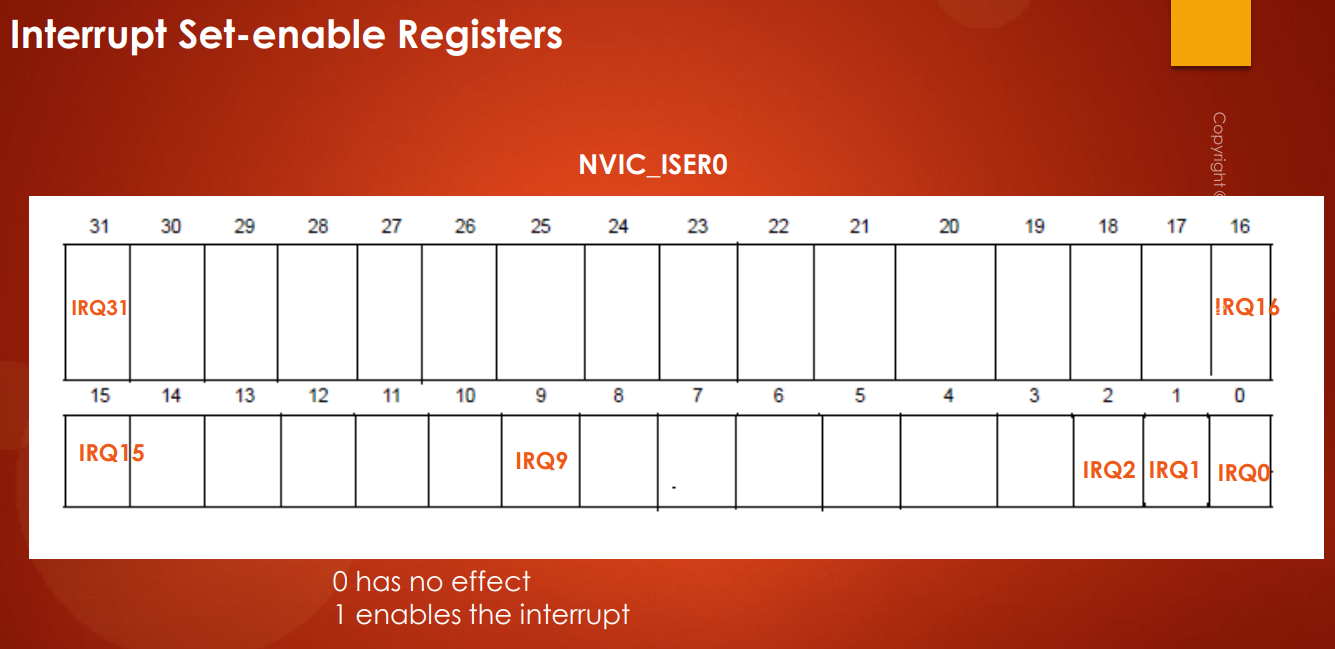 Interrupt Set-enable Registers
Copyright ©
NVIC_ISER0
31 30 29 28 27 26 25 24 23 22 21 20 19 18 17 16
IRQ31 !RQ16
15 14 13 12 11 10 9 8 7 6 5 4 3 2 1 0
IRQ15 IRQ9 IRQ2 IRQ1 IRQ0
0 has no effect
1 enables the interrupt